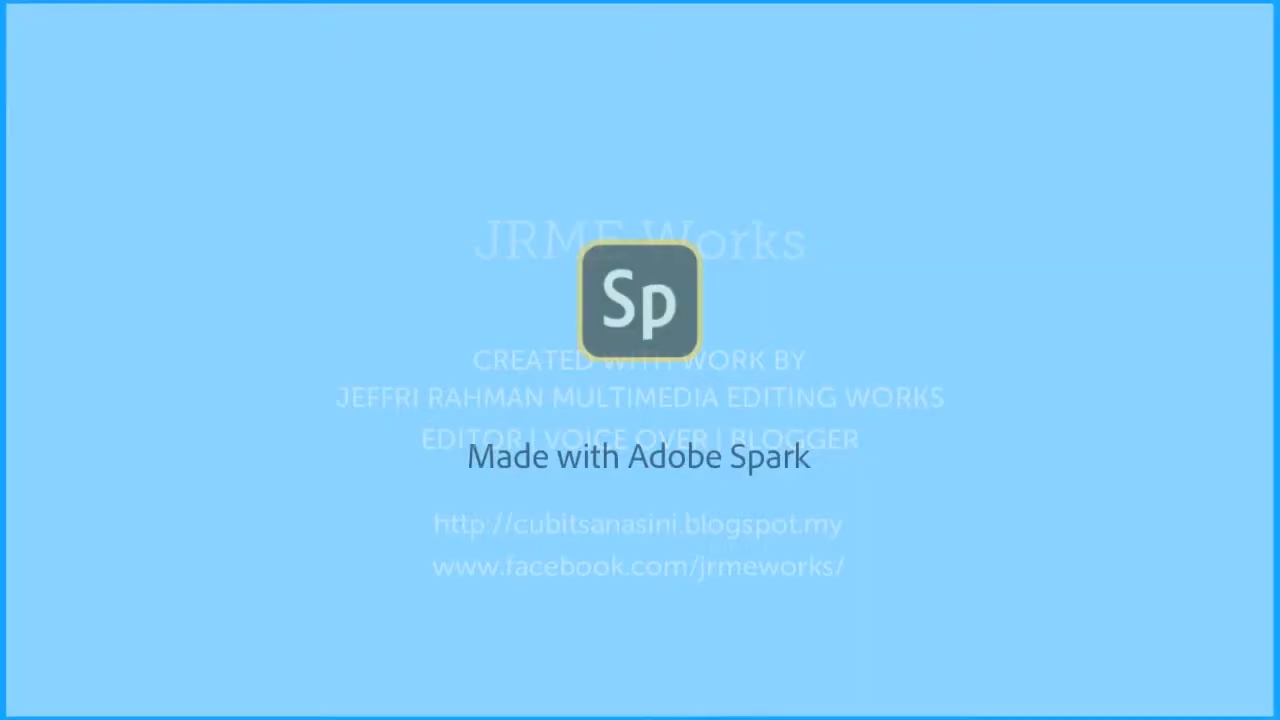 JRME Works
Sp
CREATED WITH WORK BY
JEFFRI RAHMAN MULTIMEDIA EDITING WORKS
EDITOR | VOICE OVER | BLOGGER
Made with Adobe Spark
http://cubitsanasini.blogspot.my
www.facebook.com/jrmeworks/